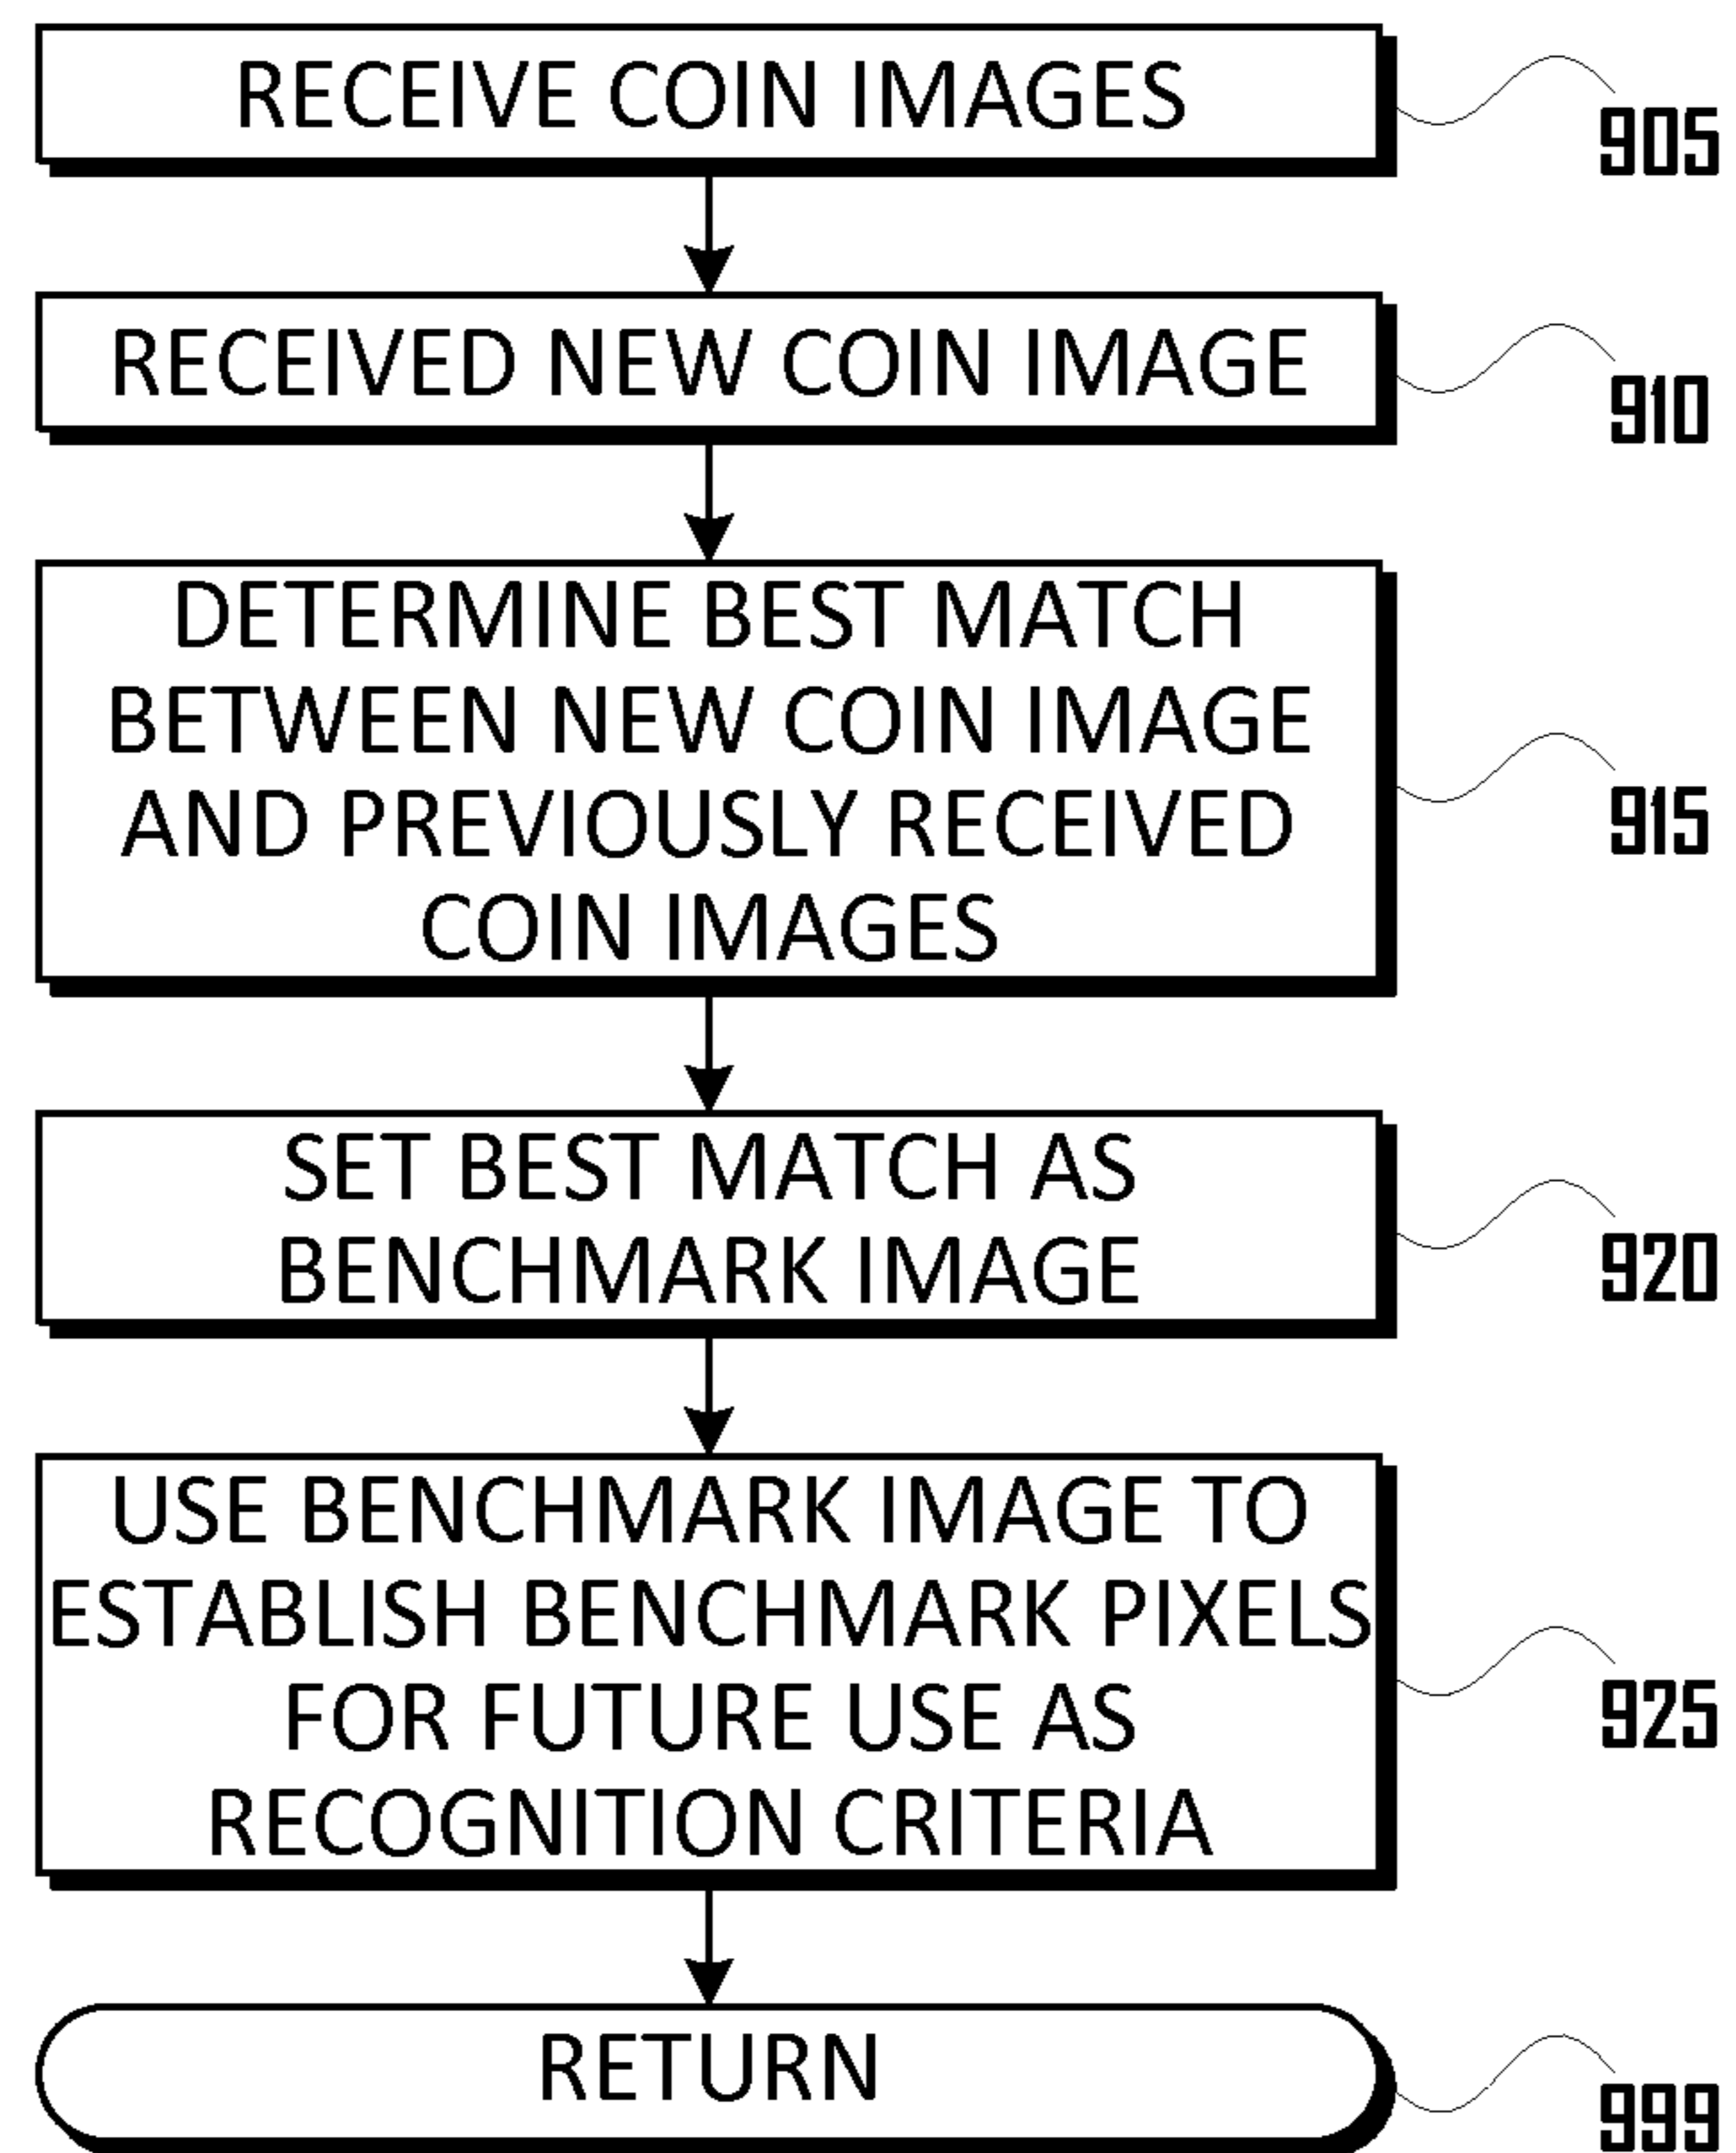 RECEIVE COIN IMAGES
905
RECEIVED NEW COIN IMAGE
910
DETERMINE BEST MATCH
BETWEEN NEW COIN IMAGE
AND PREVIOUSLY RECEIVED
COIN IMAGES
915
SET BEST MATCH AS
BENCHMARK IMAGE
920
USE BENCHMARK IMAGE TO
ESTABLISH BENCHMARK PIXELS
FOR FUTURE USE AS
RECOGNITION CRITERIA
925
RETURN
999